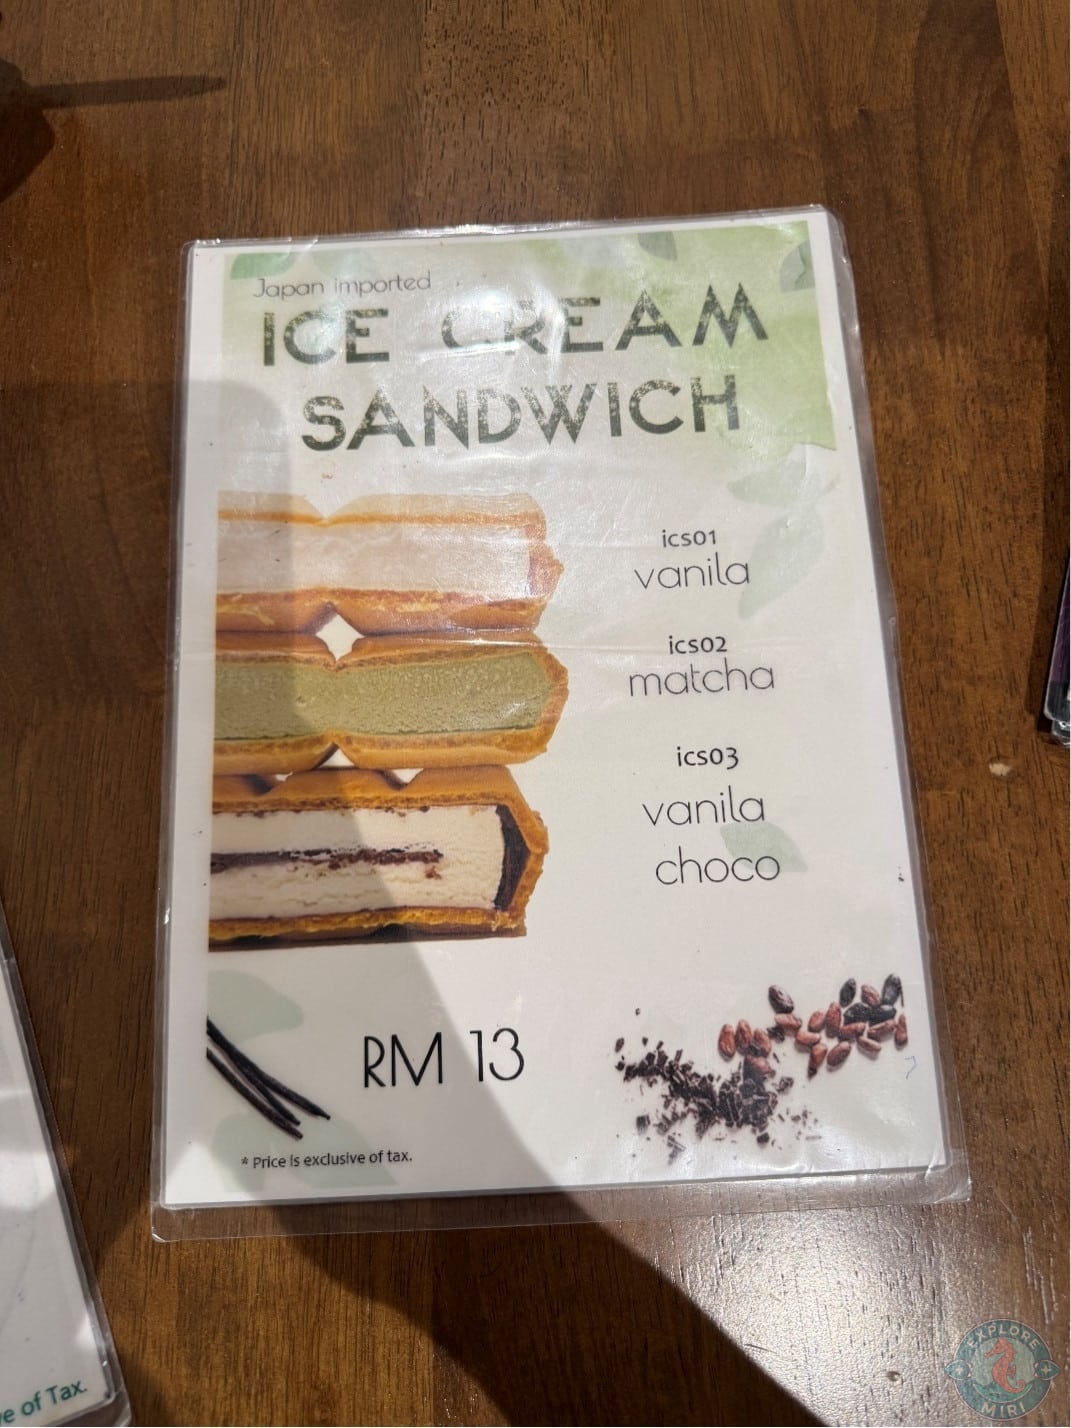 Japan imported
ICE CREAM
SANDWICH
ics01
vanila
ics02
matcha
ics03
vanila
choco
RM 13
* Price is exclusive of tax.
ve of Tax.
EXPLORE
MIRI